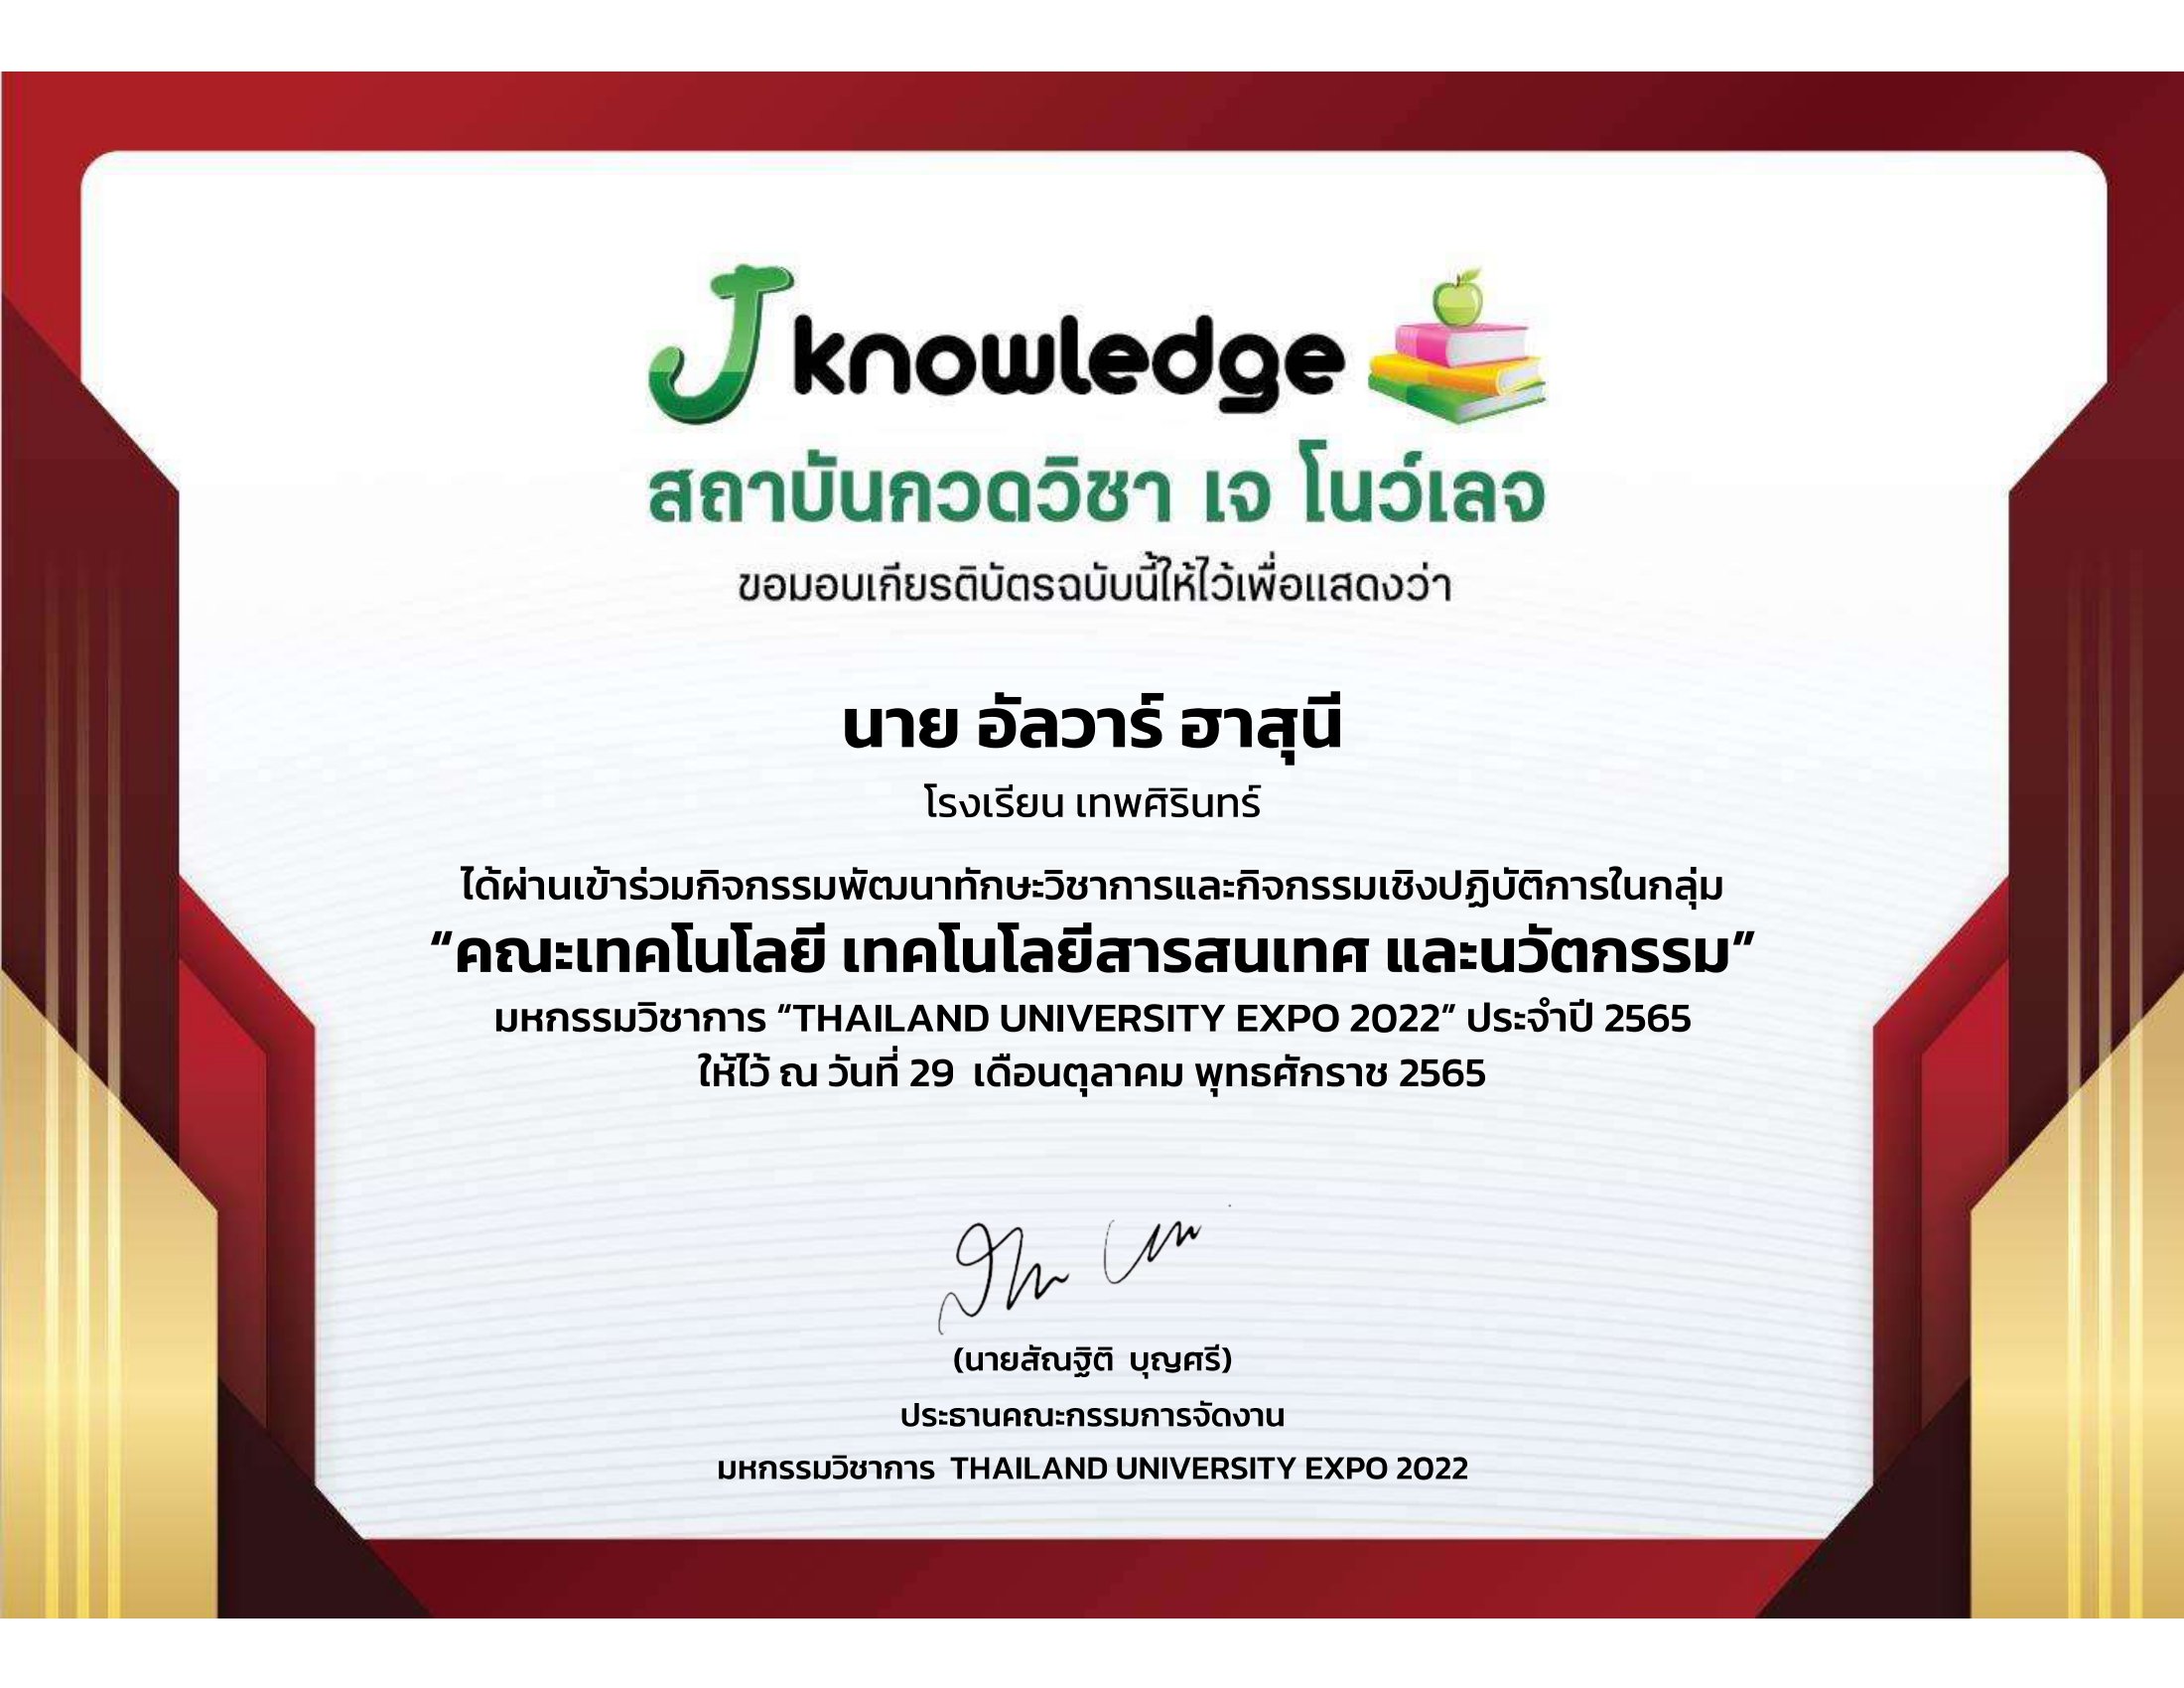 J knowledge
สถาบันกวดวิชา เจ โนว์เลจ
ขอมอบเกียรติบัตรฉบับนี้ให้ไว้เพื่อแสดงว่า
นาย อัลวาร์ ฮาสุนี
โรงเรียน เทพศิรินทร์
ได้ผ่านเข้าร่วมกิจกรรมพัฒนาทักษะวิชาการและกิจกรรมเชิงปฏิบัติการในกลุ่ม
“คณะเทคโนโลยี เทคโนโลยีสารสนเทศ และนวัตกรรม”
มหกรรมวิชาการ “THAILAND UNIVERSITY EXPO 2022” ประจำปี 2565
ให้ไว้ ณ วันที่ 29 เดือนตุลาคม พุทธศักราช 2565
(นายสัณฐิติ บุญศรี)
ประธานคณะกรรมการจัดงาน
มหกรรมวิชาการ THAILAND UNIVERSITY EXPO 2022